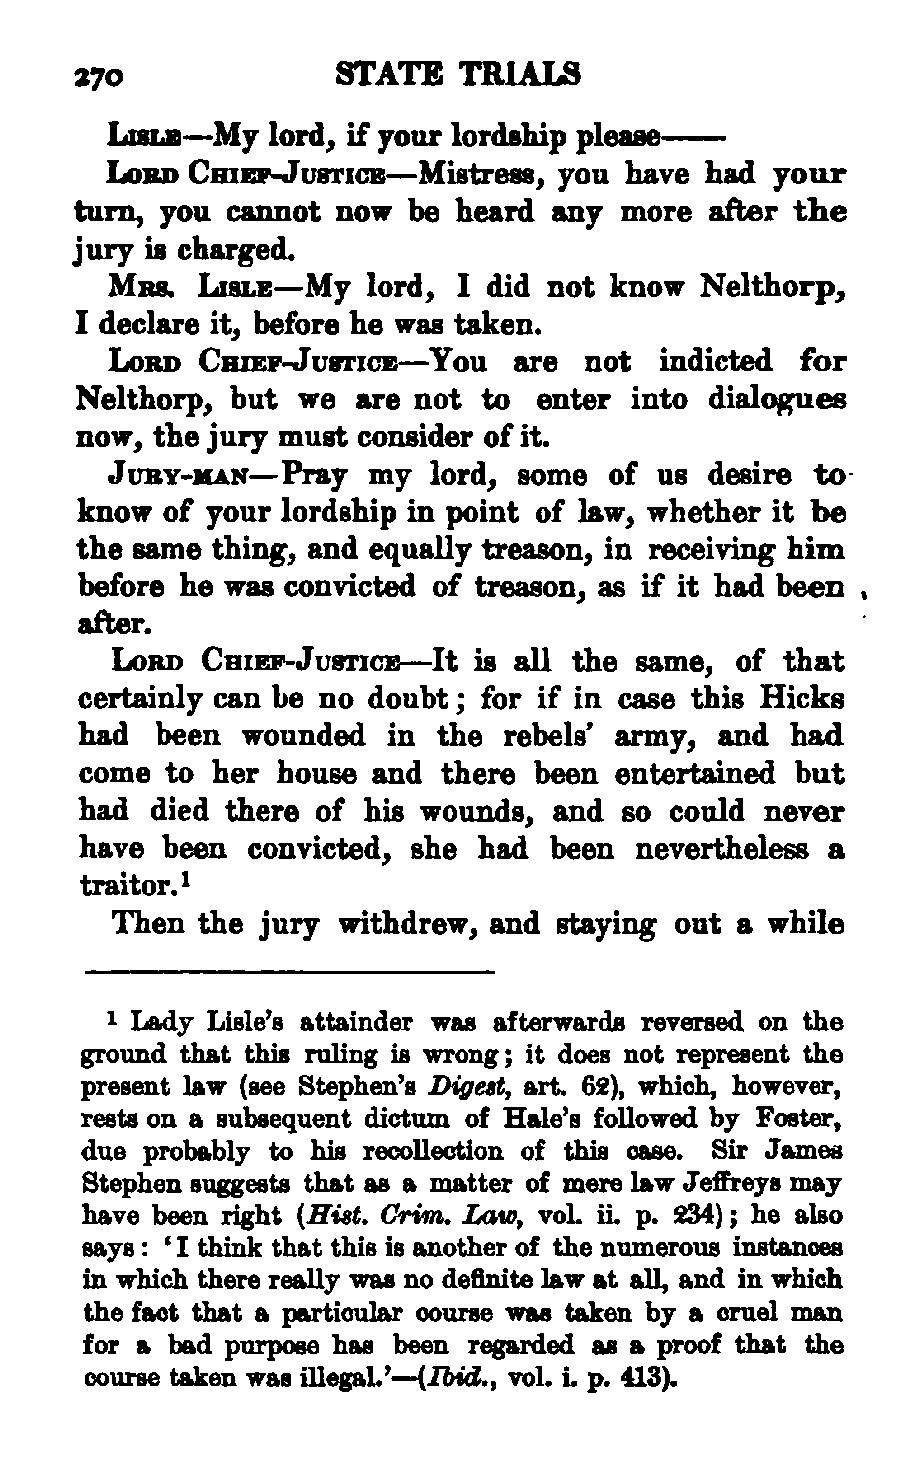 270 STATE TRIALS
LISLE—My lord, if your lordship please——
LORD CHIEF-JUSTICE—Mistress, you have had your
turn, you cannot now be heard any more after the
jury is charged.
MRS. LISLE—My lord, I did not know Nelthorp,
I declare it, before he was taken.
LORD CHIEF-JUSTICE—You are not indicted for
Nelthorp, but we are not to enter into dialogues
now, the jury must consider of it.
JURY-MAN—Pray my lord, some of us desire to
know of your lordship in point of law, whether it be
the same thing, and equally treason, in receiving him
before he was convicted of treason, as if it had been
after.
LORD CHIEF-JUSTICE—It is all the same, of that
certainly can be no doubt; for if in case this Hicks
had been wounded in the rebels' army, and had
come to her house and there been entertained but
had died there of his wounds, and so could never
have been convicted, she had been nevertheless a
traitor.¹
Then the jury withdrew, and staying out a while
¹ Lady Lisle's attainder was afterwards reversed on the
ground that this ruling is wrong; it does not represent the
present law (see Stephen's Digest, art. 62), which, however,
rests on a subsequent dictum of Hale's followed by Foster,
due probably to his recollection of this case. Sir James
Stephen suggests that as a matter of mere law Jeffreys may
have been right (Hist. Crim. Law, vol. ii. p. 234); he also
says: 'I think that this is another of the numerous instances
in which there really was no definite law at all, and in which
the fact that a particular course was taken by a cruel man
for a bad purpose has been regarded as a proof that the
course taken was illegal.'—(Ibid., vol. i. p. 413).